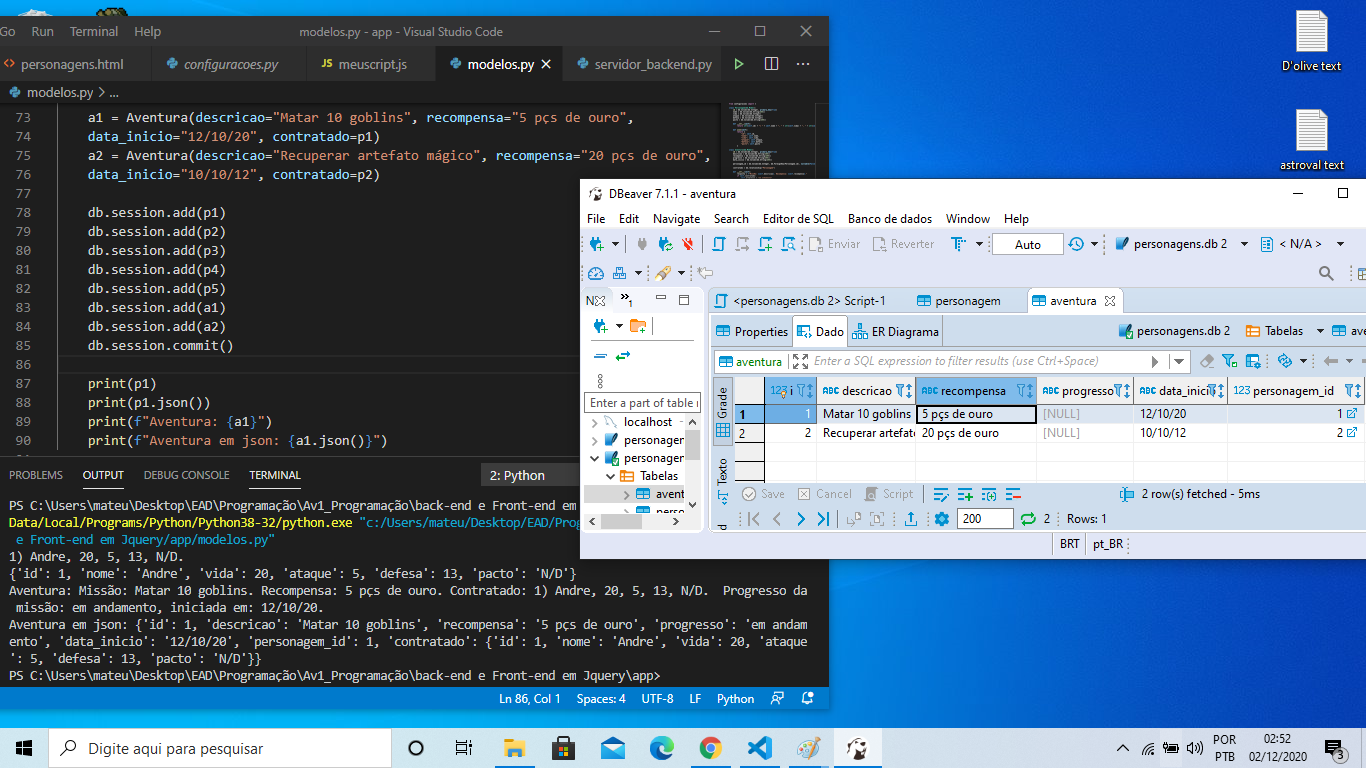 Go Run Terminal Help modelos.py - app - Visual Studio Code
personagens.html configuracoes.py JS meuscript.js modelos.py servidor_backend.py
modelos.py > ...
73 a1 = Aventura(descricao="Matar 10 goblins", recompensa="5 pçs de ouro",
74 data_inicio="12/10/20", contratado=p1)
75 a2 = Aventura(descricao="Recuperar artefato mágico", recompensa="20 pçs de ouro",
76 data_inicio="10/10/12", contratado=p2)
77
78 db.session.add(p1)
79 db.session.add(p2)
80 db.session.add(p3)
81 db.session.add(p4)
82 db.session.add(p5)
83 db.session.add(a1)
84 db.session.add(a2)
85 db.session.commit()
86
87 print(p1)
88 print(p1.json())
89 print(f"Aventura: {a1}")
90 print(f"Aventura em json: {a1.json()}")
PROBLEMS OUTPUT DEBUG CONSOLE TERMINAL 2: Python
PS C:\Users\mateu\Desktop\EAD\Programação\Av1_Programação\back-end e Front-end em
Data/Local/Programs/Python/Python38-32/python.exe "c:/Users/mateu/Desktop/EAD/Prog
e Front-end em Jquery/app/modelos.py"
1) Andre, 20, 5, 13, N/D.
{'id': 1, 'nome': 'Andre', 'vida': 20, 'ataque': 5, 'defesa': 13, 'pacto': 'N/D'}
Aventura: Missão: Matar 10 goblins. Recompensa: 5 pçs de ouro. Contratado: 1) Andre, 20, 5, 13, N/D.  Progresso da
missão: em andamento, iniciada em: 12/10/20.
Aventura em json: {'id': 1, 'descricao': 'Matar 10 goblins', 'recompensa': '5 pçs de ouro', 'progresso': 'em andam
ento', 'data_inicio': '12/10/20', 'personagem_id': 1, 'contratado': {'id': 1, 'nome': 'Andre', 'vida': 20, 'ataque
': 5, 'defesa': 13, 'pacto': 'N/D'}}
PS C:\Users\mateu\Desktop\EAD\Programação\Av1_Programação\back-end e Front-end em Jquery\app>
Ln 86, Col 1 Spaces: 4 UTF-8 LF Python
D'olive text
astroval text
DBeaver 7.1.1 - aventura
File Edit Navigate Search Editor de SQL Banco de dados Window Help
Enviar Reverter Auto personagens.db 2 < N/A >
N 1 <personagens.db 2> Script-1 personagem aventura
Properties Dado ER Diagrama personagens.db 2 Tabelas ave
aventura Enter a SQL expression to filter results (use Ctrl+Space)
Enter a part of table r
localhost
personagen
personagen
Tabelas
avent
perso
Grade
Texto
123 i ABC descricao ABC recompensa ABC progresso ABC data_inicio 123 personagem_id
1 1 Matar 10 goblins 5 pçs de ouro [NULL] 12/10/20 1
2 2 Recuperar artefato 20 pçs de ouro [NULL] 10/10/12 2
Save Cancel Script 2 row(s) fetched - 5ms
200 2 Rows: 1
BRT pt_BR
Digite aqui para pesquisar
POR
PTB
02:52
02/12/2020
3